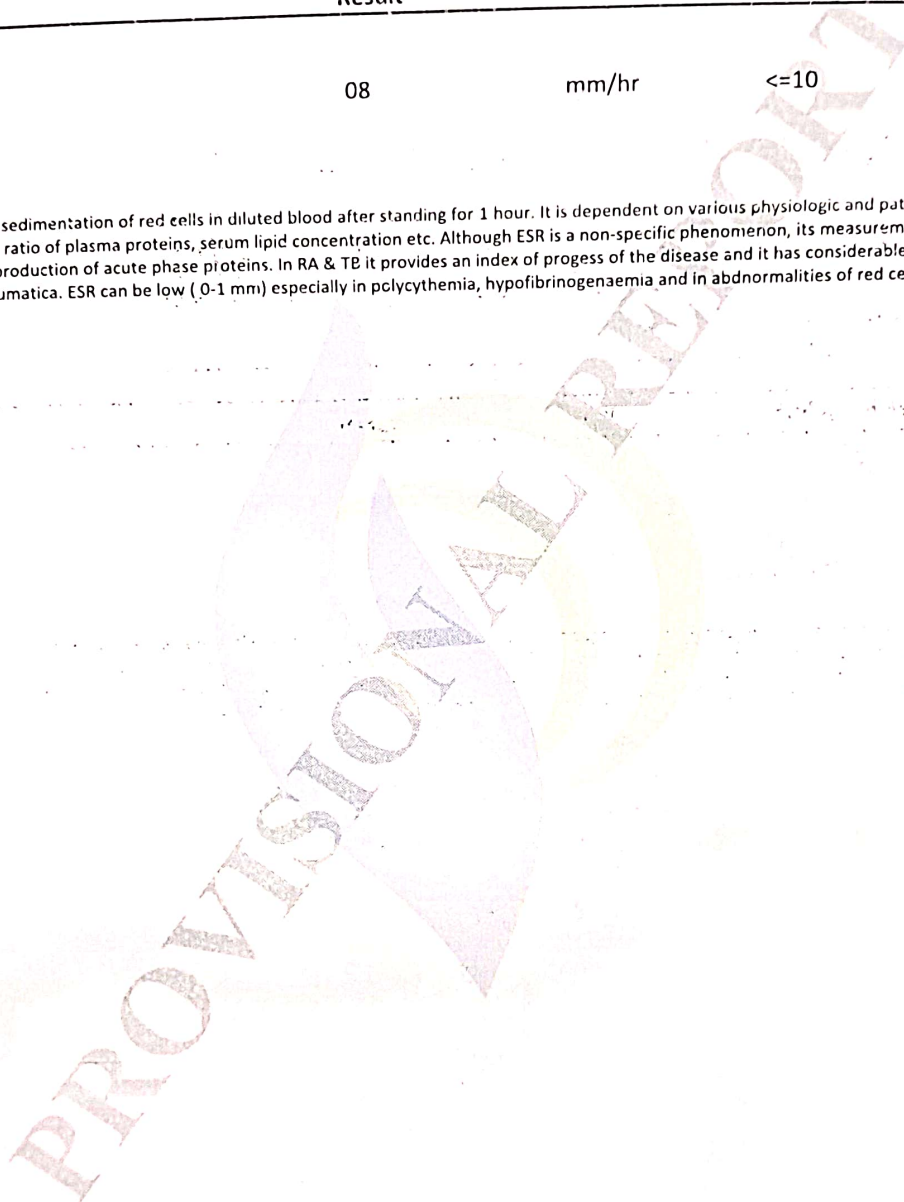 Result
08 mm/hr <=10
sedimentation of red cells in diluted blood after standing for 1 hour. It is dependent on various physiologic and pat
ratio of plasma proteins, serum lipid concentration etc. Although ESR is a non-specific phenomenon, its measurem
roduction of acute phase proteins. In RA & TB it provides an index of progess of the disease and it has considerable
umatica. ESR can be low ( 0-1 mm) especially in polycythemia, hypofibrinogenaemia and in abdnormalities of red ce
PROVISIONAL REPORT